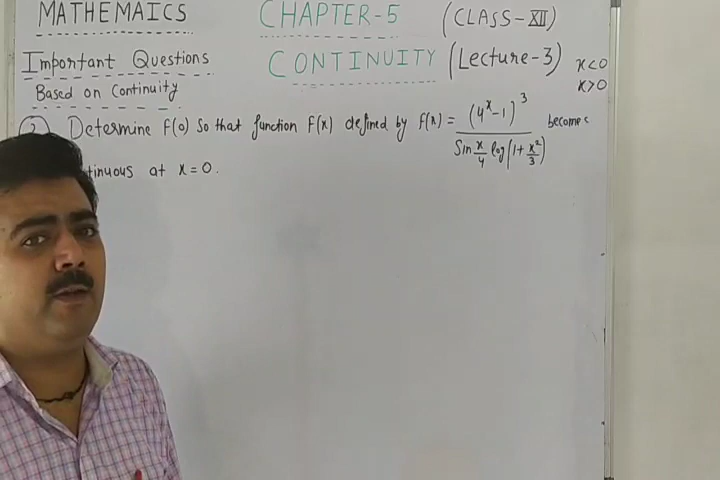 MATHEMAICS CHAPTER-5 (CLASS-XII)
Important Questions CONTINUITY (Lecture-3) x<0
Based on Continuity x>0
Determine f(0) So that function f(x) defined by f(x) = (4^x-1)^3 / Sin x/4 log(1+x²/3) become
tinuous at x=0.